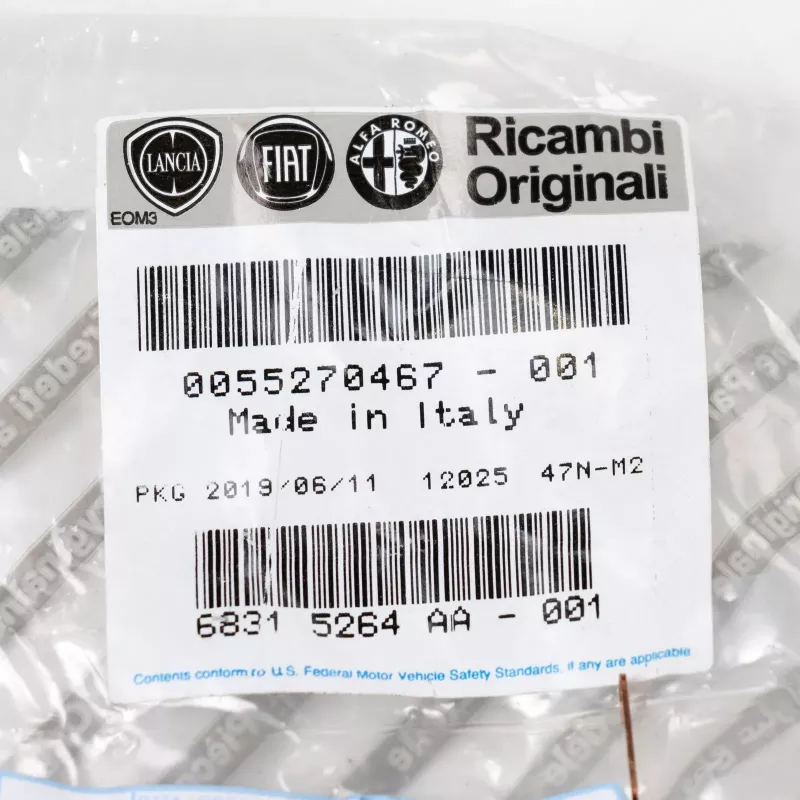 LANCIA
FIAT
ALFA ROMEO
Ricambi
Originali
EOM3
0055270467 - 001
Made in Italy
PKG 2019/06/11 12025 47N-M2
6831 5264 AA - 001
Contents conform to U.S. Federal Motor Vehicle Safety Standards, if any are applicable